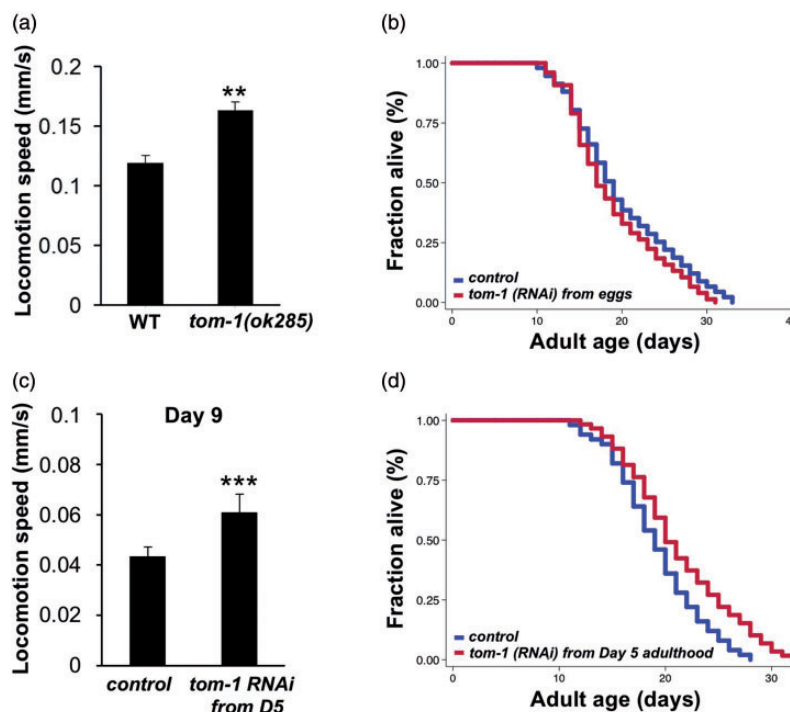 (a)
Locomotion speed (mm/s)
0.2
0.15
0.1
0.05
0
**
WT
tom-1(ok285)
(b)
Fraction alive (%)
1.00
0.75
0.50
0.25
0.00
control
tom-1 (RNAi) from eggs
0
10
20
30
Adult age (days)
(c)
Day 9
Locomotion speed (mm/s)
0.1
0.08
0.06
0.04
0.02
0
***
control
tom-1 RNAi
from D5
(d)
Fraction alive (%)
1.00
0.75
0.50
0.25
0.00
control
tom-1 (RNAi) from Day 5 adulthood
0
10
20
30
Adult age (days)